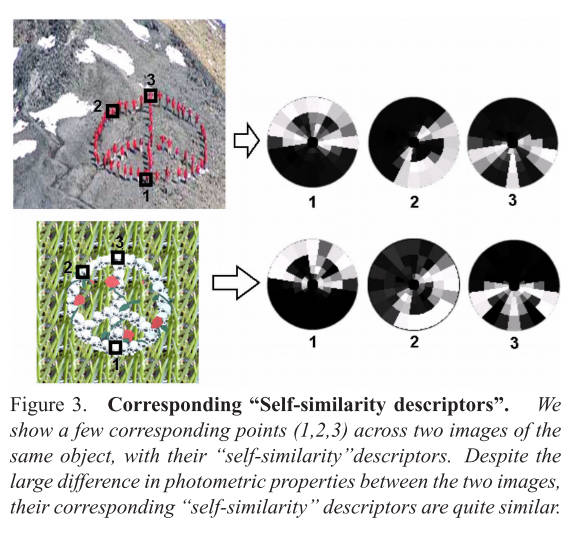 3
2
1
1
2
3
3
2
1
1
2
3
Figure 3. Corresponding “Self-similarity descriptors”. We
show a few corresponding points (1,2,3) across two images of the
same object, with their “self-similarity”descriptors. Despite the
large difference in photometric properties between the two images,
their corresponding “self-similarity” descriptors are quite similar.